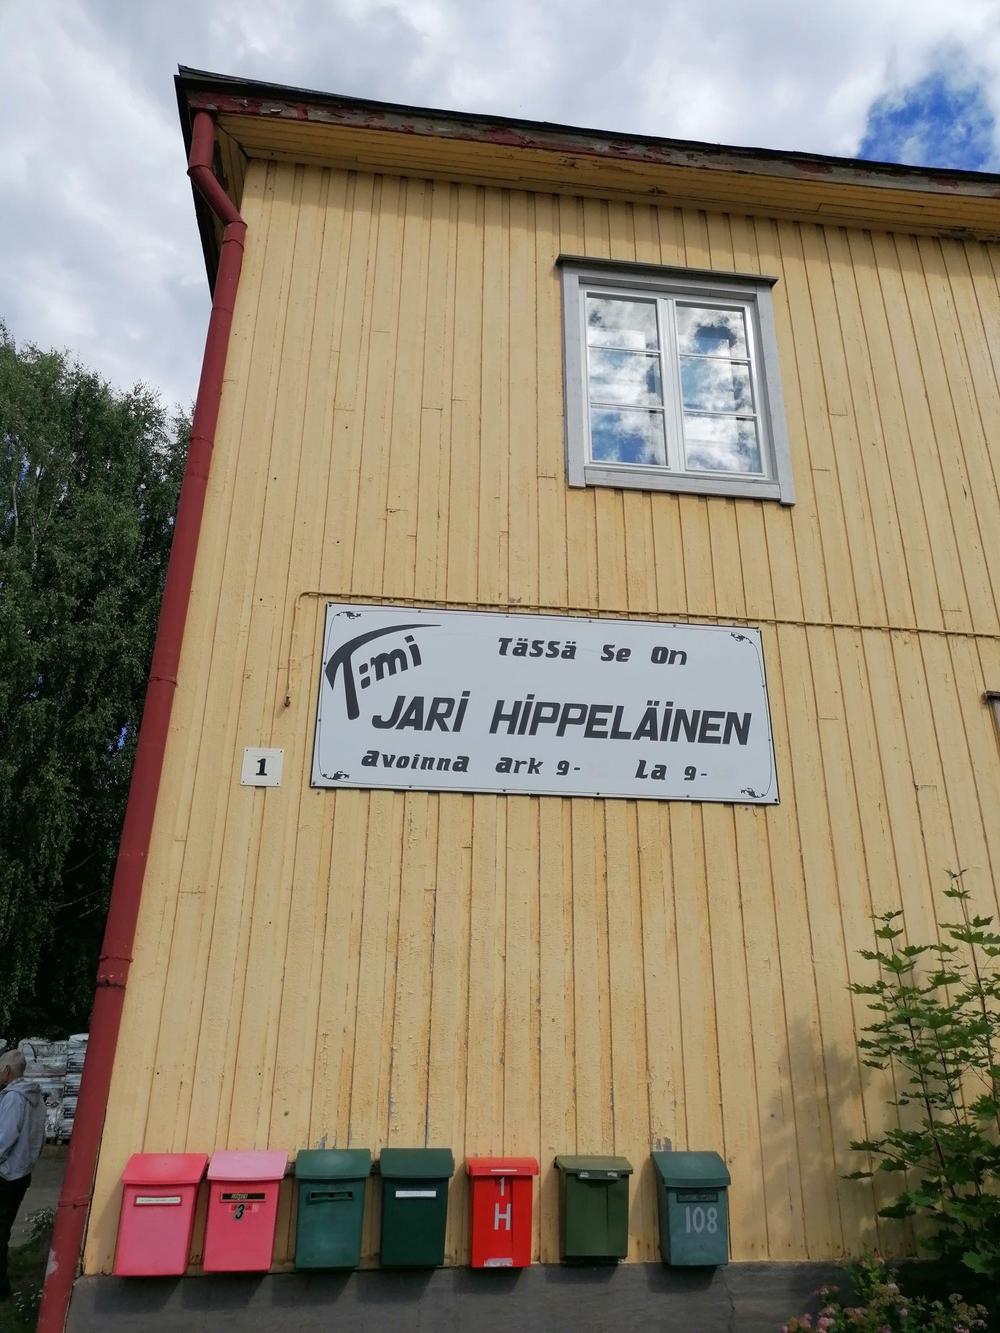 T:mi
Tässä se on
JARI HIPPELÄINEN
avoinna ark 9- La 9-
1
3
1
H
108